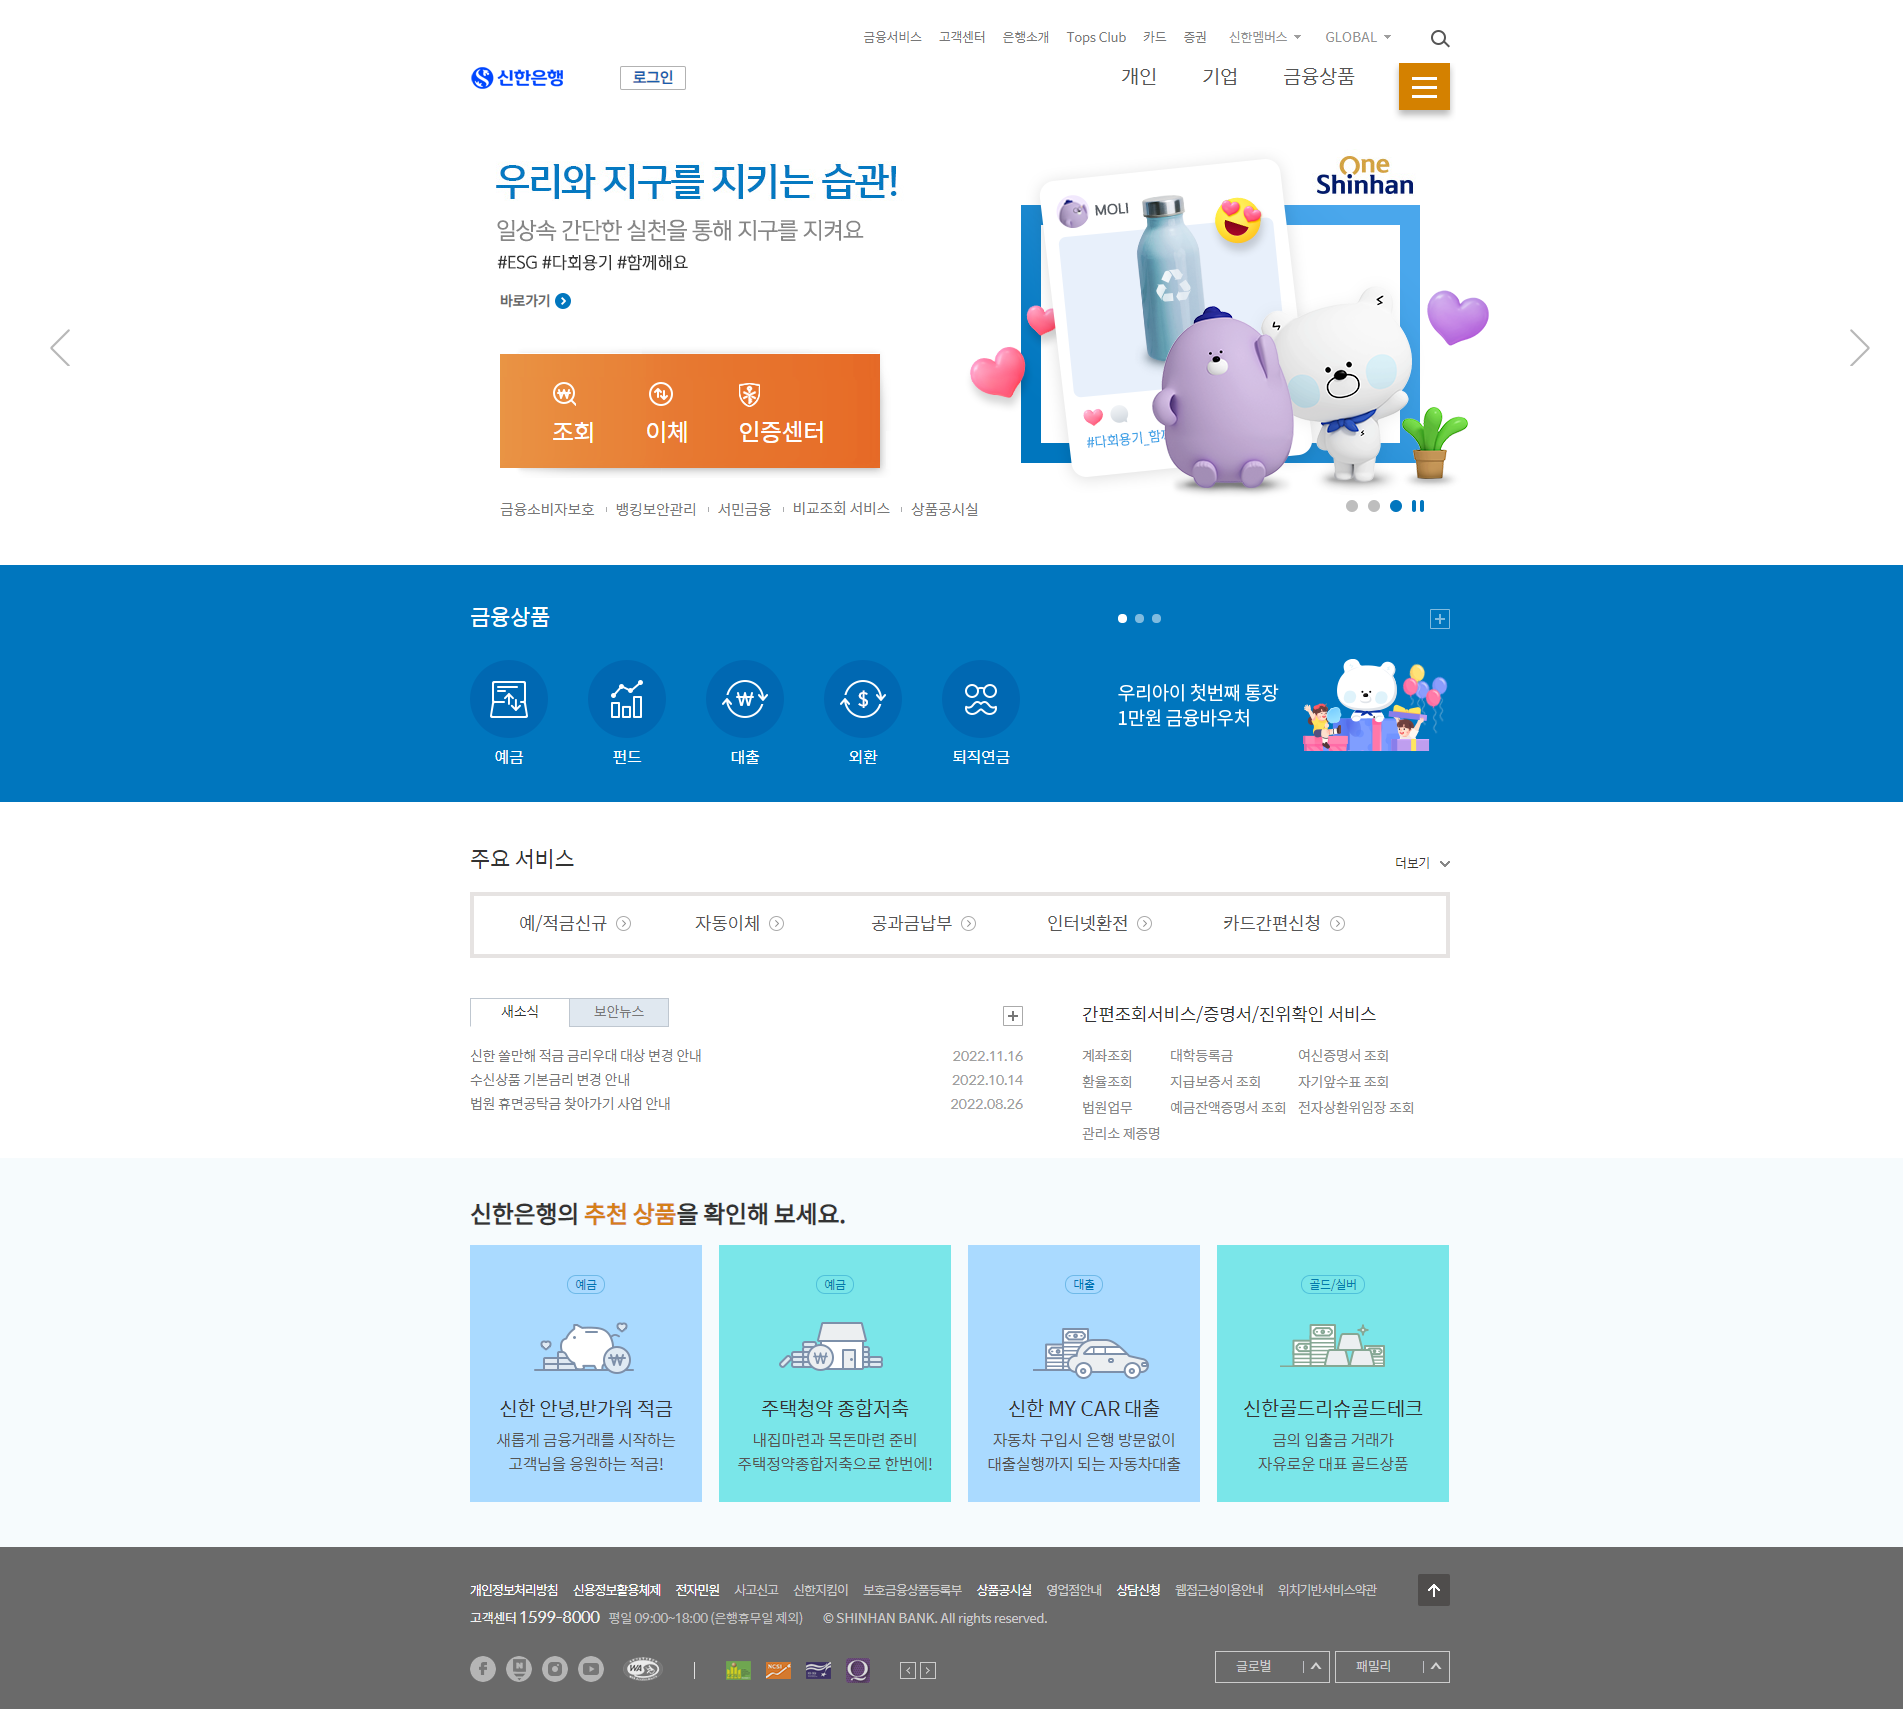 금융서비스 고객센터 은행소개 Tops Club 카드 증권 신한멤버스 GLOBAL
신한은행 로그인 개인 기업 금융상품
우리와 지구를 지키는 습관!
일상속 간단한 실천을 통해 지구를 지켜요
#ESG #다회용기 #함께해요
바로가기
One
Shinhan
MOLI
#다회용기_함께
조회 이체 인증센터
금융소비자보호 뱅킹보안관리 서민금융 비교조회 서비스 상품공시실
금융상품
예금 펀드 대출 외환 퇴직연금
우리아이 첫번째 통장
1만원 금융바우처
주요 서비스 더보기
예/적금신규 자동이체 공과금납부 인터넷환전 카드간편신청
새소식 보안뉴스
신한 쏠만해 적금 금리우대 대상 변경 안내 2022.11.16
수신상품 기본금리 변경 안내 2022.10.14
법원 휴면공탁금 찾아가기 사업 안내 2022.08.26
간편조회서비스/증명서/진위확인 서비스
계좌조회 대학등록금 여신증명서 조회
환율조회 지급보증서 조회 자기앞수표 조회
법원업무 예금잔액증명서 조회 전자상환위임장 조회
관리소 제증명
신한은행의 추천 상품을 확인해 보세요.
예금
신한 안녕,반가워 적금
새롭게 금융거래를 시작하는
고객님을 응원하는 적금!
예금
주택청약 종합저축
내집마련과 목돈마련 준비
주택청약종합저축으로 한번에!
대출
신한 MY CAR 대출
자동차 구입시 은행 방문없이
대출실행까지 되는 자동차대출
골드/실버
신한골드리슈골드테크
금의 입출금 거래가
자유로운 대표 골드상품
개인정보처리방침 신용정보활용체제 전자민원 사고신고 신한지킴이 보호금융상품등록부 상품공시실 영업점안내 상담신청 웹접근성이용안내 위치기반서비스약관
고객센터 1599-8000 평일 09:00~18:00 (은행휴무일 제외) © SHINHAN BANK. All rights reserved.
WA NCSI Q
글로벌 패밀리